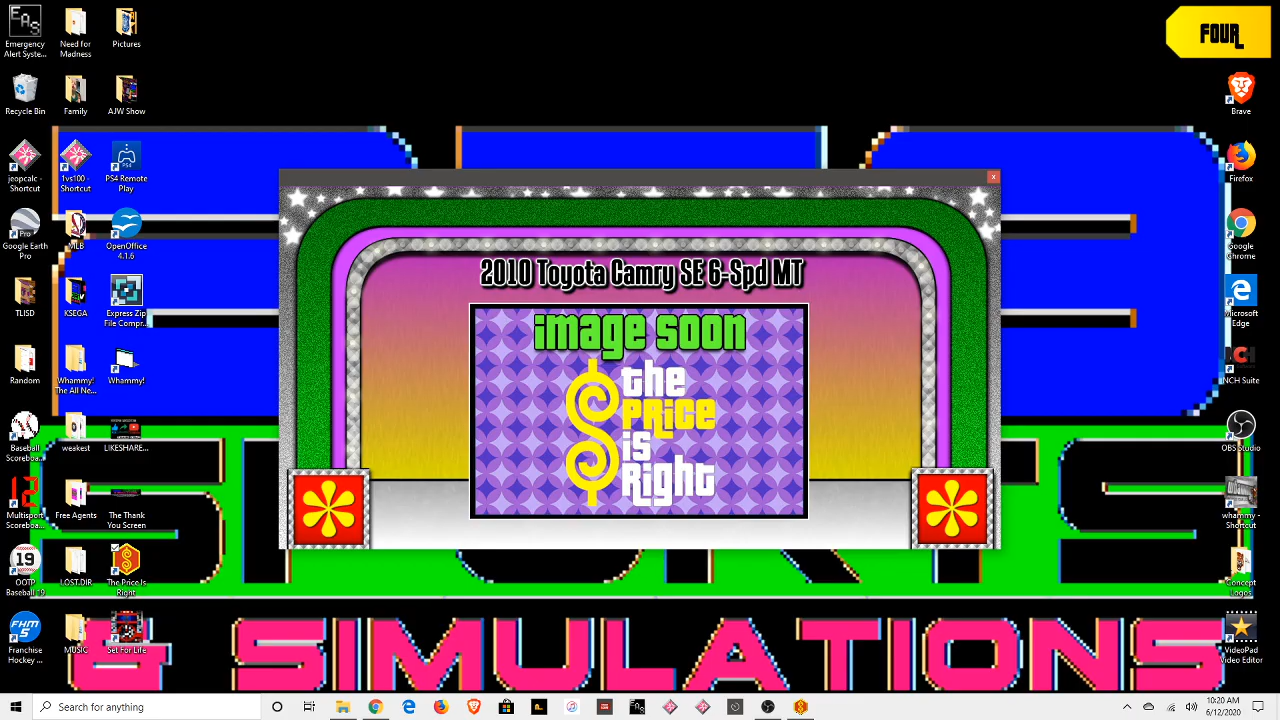 Emergency
Alert Syste...
Need for
Madness
Pictures
FOUR
Recycle Bin
Family
AJW Show
Brave
jeopcalc -
Shortcut
1vs100 -
Shortcut
PS4 Remote
Play
Firefox
2010 Toyota Camry SE 6-Spd MT
image soon
the
PRiCE
is
Right
Google Earth
Pro
MLB
OpenOffice
4.1.6
Google
Chrome
TLISD
KSEGA
Express Zip
File Compr...
Microsoft
Edge
Random
Whammy!
The All Ne...
Whammy!
NCH Suite
Baseball
Scoreboa...
weakest
LIKESHARE...
OBS Studio
Multisport
Scoreboa...
Free Agents
The Thank
You Screen
whammy -
Shortcut
OOTP
Baseball 19
LOST.DIR
The Price Is
Right
Concept
Logos
Franchise
Hockey ...
MUSIC
Set For Life
VideoPad
Video Editor
& SIMULATIONS
Search for anything
10:20 AM
6/12/2020